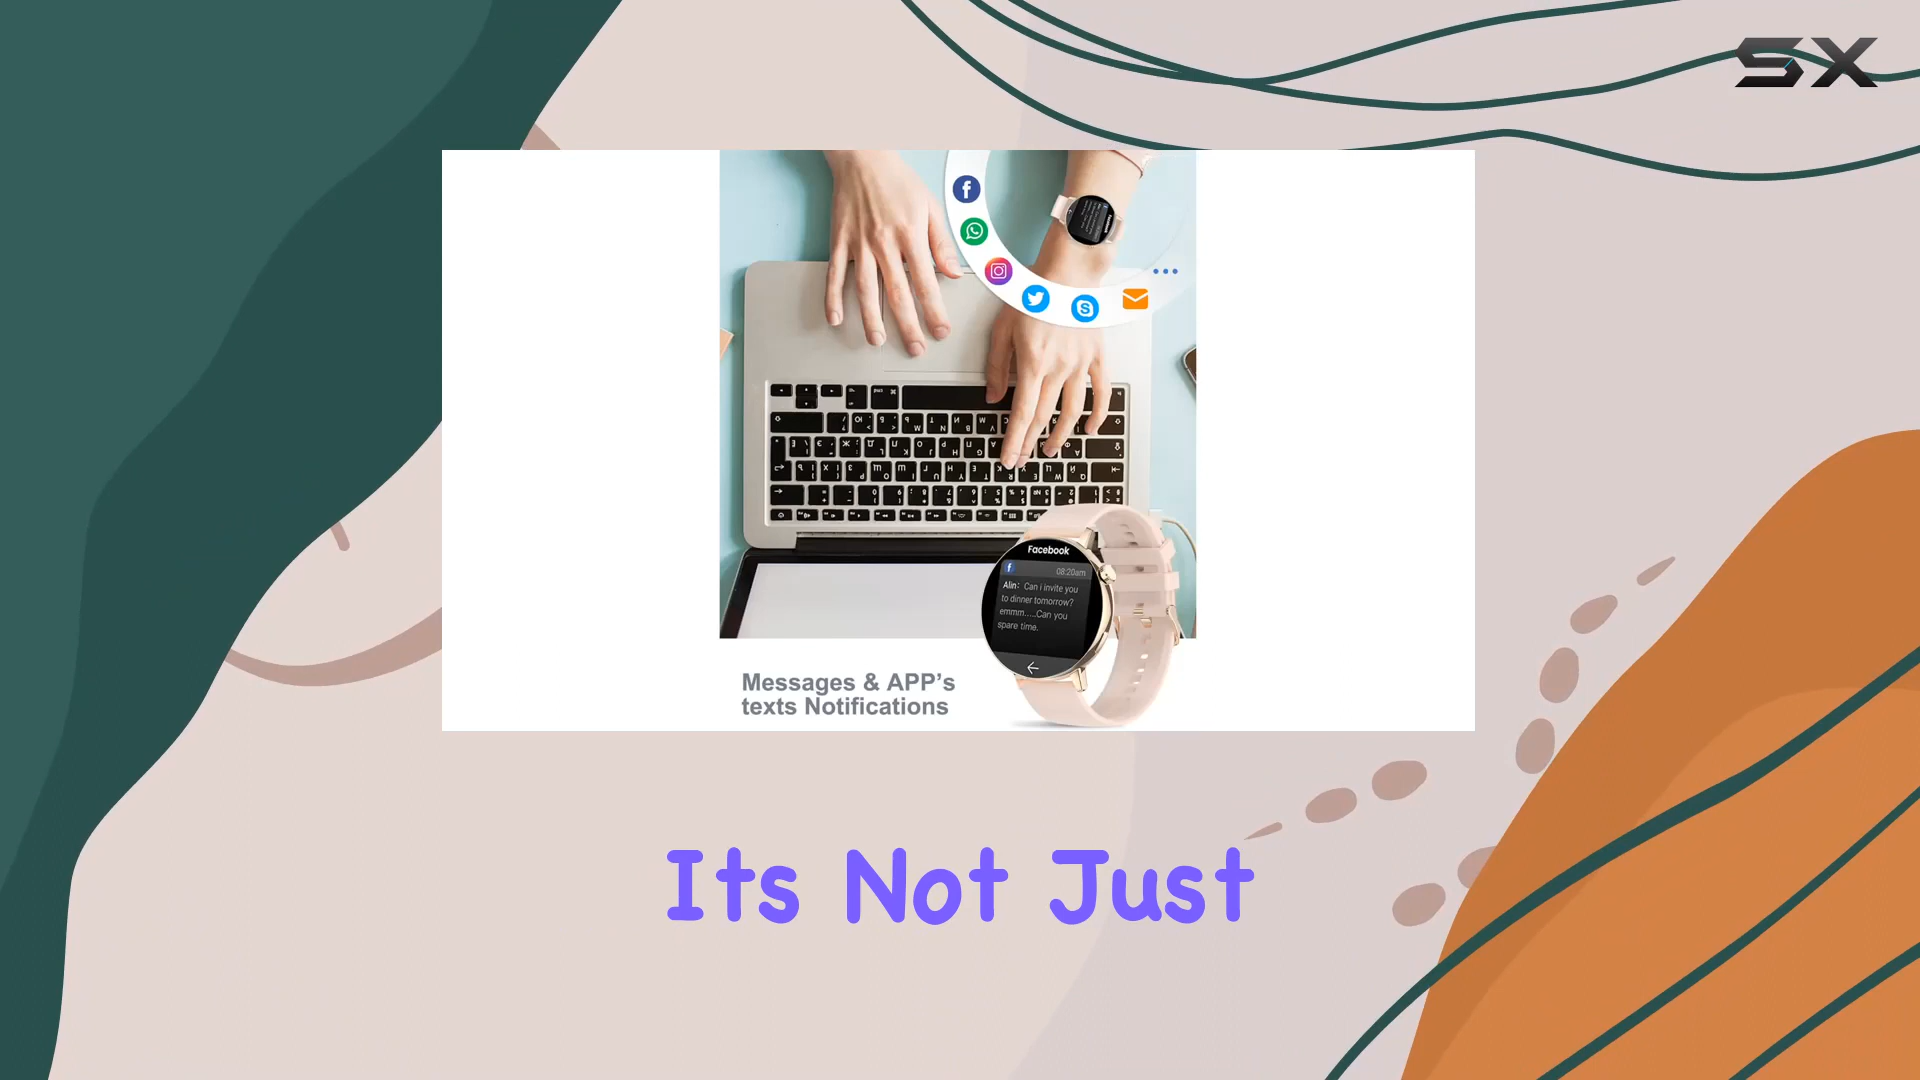 SX
Facebook
08:20am
Alin: Can i invite you
to dinner tomorrow?
emmm.....Can you
spare time.
Messages & APP's
texts Notifications
Its Not Just